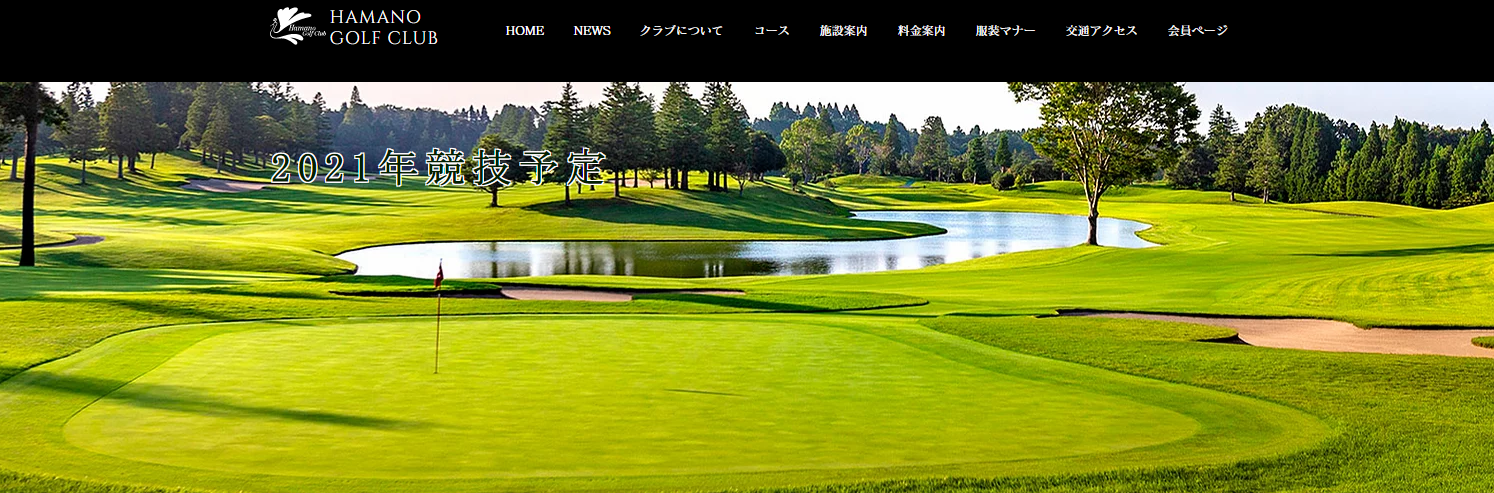 HAMANO
GOLF CLUB
Hamano
Golf Club
HOME NEWS クラブについて コース 施設案内 料金案内 服装マナー 交通アクセス 会員ページ
2021年競技予定